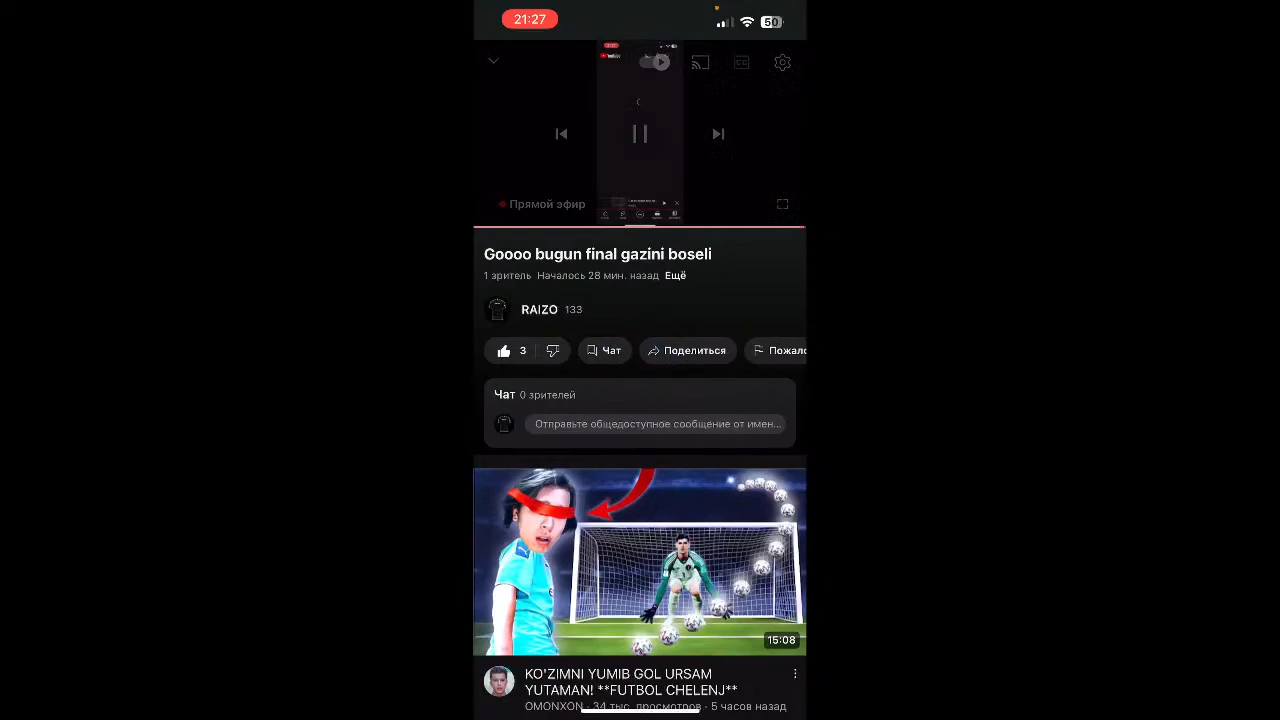 21:27
50
CC
Прямой эфир
Goooo bugun final gazini boseli
1 зритель Началось 28 мин. назад Ещё
RAIZO 133
3 Чат Поделиться Пожало
Чат 0 зрителей
Отправьте общедоступное сообщение от имен...
15:08
KO'ZIMNI YUMIB GOL URSAM
YUTAMAN! **FUTBOL CHELENJ**
OMONXON · 34 тыс. просмотров · 5 часов назад